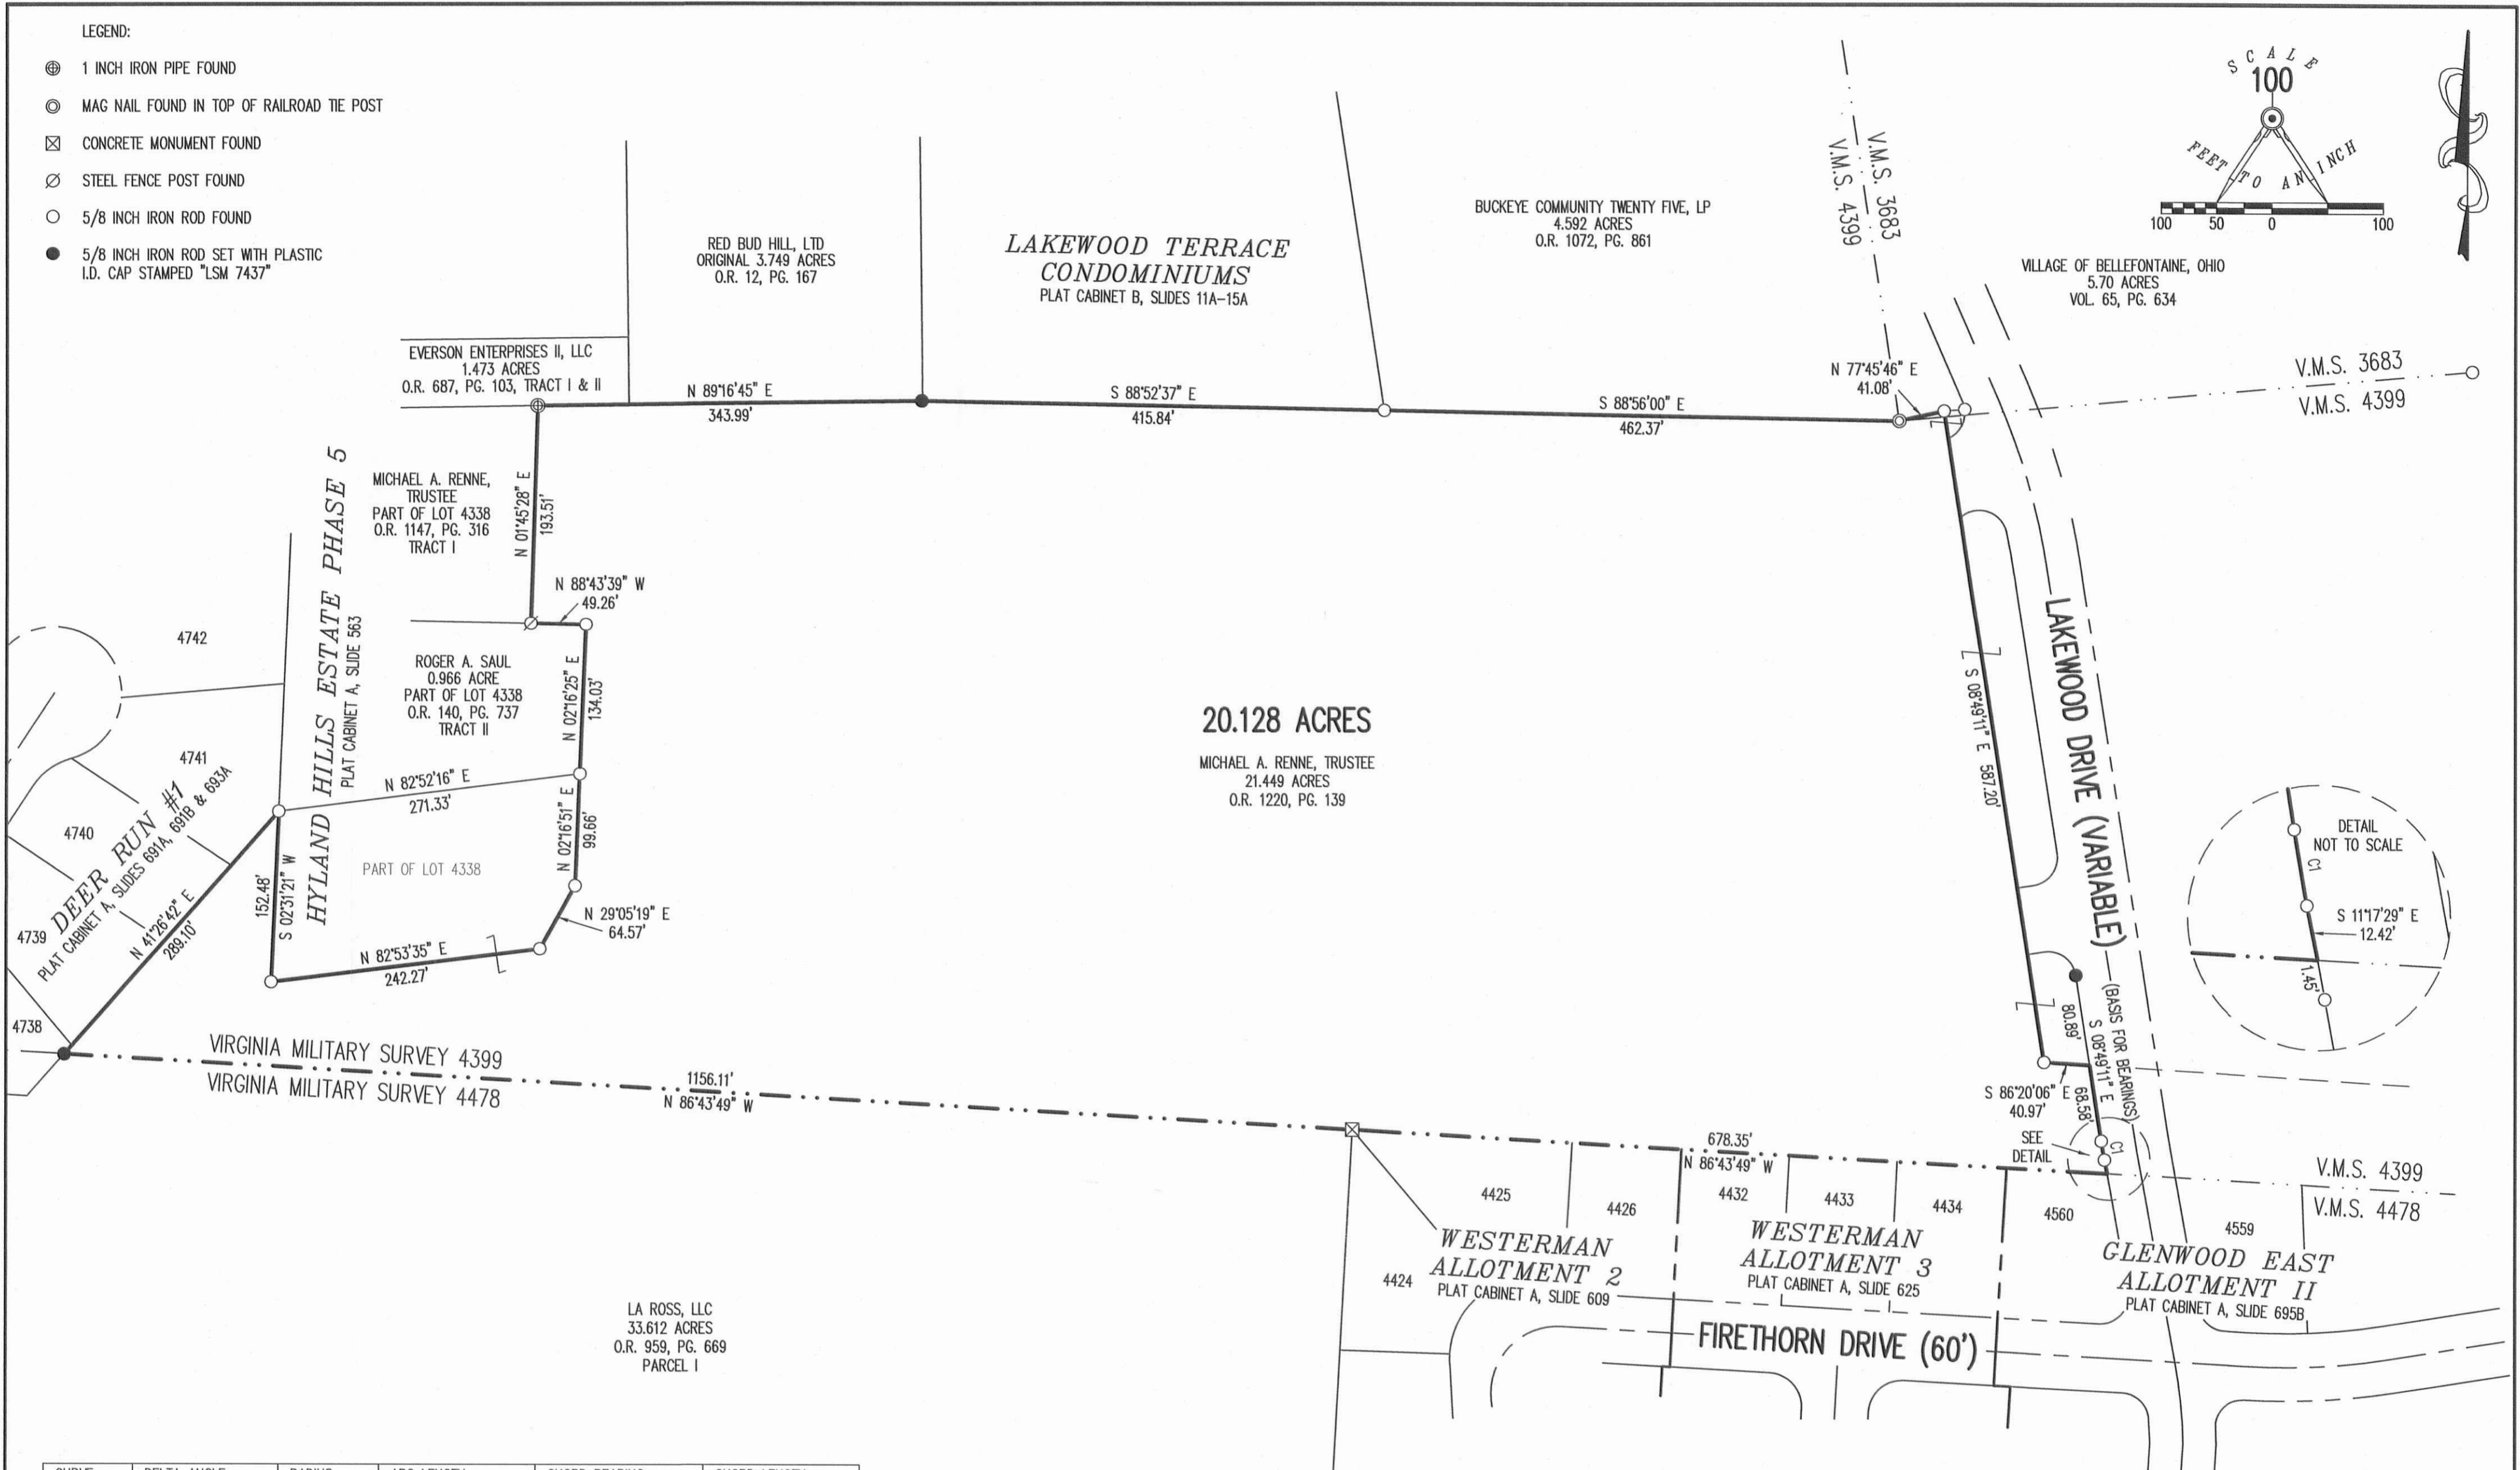 LEGEND:
1 INCH IRON PIPE FOUND
MAG NAIL FOUND IN TOP OF RAILROAD TIE POST
CONCRETE MONUMENT FOUND
STEEL FENCE POST FOUND
5/8 INCH IRON ROD FOUND
5/8 INCH IRON ROD SET WITH PLASTIC
I.D. CAP STAMPED "LSM 7437"
SCALE
100
FEET TO AN INCH
100 50 0 100
RED BUD HILL, LTD
ORIGINAL 3.749 ACRES
O.R. 12, PG. 167
LAKEWOOD TERRACE
CONDOMINIUMS
PLAT CABINET B, SLIDES 11A-15A
BUCKEYE COMMUNITY TWENTY FIVE, LP
4.592 ACRES
O.R. 1072, PG. 861
V.M.S. 3683
V.M.S. 4399
VILLAGE OF BELLEFONTAINE, OHIO
5.70 ACRES
VOL. 65, PG. 634
EVERSON ENTERPRISES II, LLC
1.473 ACRES
O.R. 687, PG. 103, TRACT I & II
N 89°16'45" E
343.99'
S 88°52'37" E
415.84'
S 88°56'00" E
462.37'
N 77°45'46" E
41.08'
V.M.S. 3683
V.M.S. 4399
MICHAEL A. RENNE,
TRUSTEE
PART OF LOT 4338
O.R. 1147, PG. 316
TRACT I
N 01°45'28" E
193.51'
N 88°43'39" W
49.26'
HYLAND HILLS ESTATE PHASE 5
PLAT CABINET A, SLIDE 563
ROGER A. SAUL
0.966 ACRE
PART OF LOT 4338
O.R. 140, PG. 737
TRACT II
N 02°16'25" E
134.03'
N 82°52'16" E
271.33'
N 02°16'51" E
99.66'
PART OF LOT 4338
N 29°05'19" E
64.57'
N 82°53'35" E
242.27'
152.48'
S 02°31'21" W
4742
4741
4740
4739
4738
DEER RUN #1
PLAT CABINET A, SLIDES 691A, 691B & 693A
N 41°26'42" E
289.10'
20.128 ACRES
MICHAEL A. RENNE, TRUSTEE
21.449 ACRES
O.R. 1220, PG. 139
S 08°49'11" E 587.20'
LAKEWOOD DRIVE (VARIABLE)
(BASIS FOR BEARINGS)
S 08°49'11" E
80.89'
68.58'
S 86°20'06" E
40.97'
SEE
DETAIL
C1
DETAIL
NOT TO SCALE
C1
S 11°17'29" E
12.42'
1.45'
VIRGINIA MILITARY SURVEY 4399
VIRGINIA MILITARY SURVEY 4478
1156.11'
N 86°43'49" W
678.35'
N 86°43'49" W
V.M.S. 4399
V.M.S. 4478
4425
4426
4432
4433
4434
4560
4559
4424
WESTERMAN
ALLOTMENT 2
PLAT CABINET A, SLIDE 609
WESTERMAN
ALLOTMENT 3
PLAT CABINET A, SLIDE 625
GLENWOOD EAST
ALLOTMENT II
PLAT CABINET A, SLIDE 695B
FIRETHORN DRIVE (60')
LA ROSS, LLC
33.612 ACRES
O.R. 959, PG. 669
PARCEL I